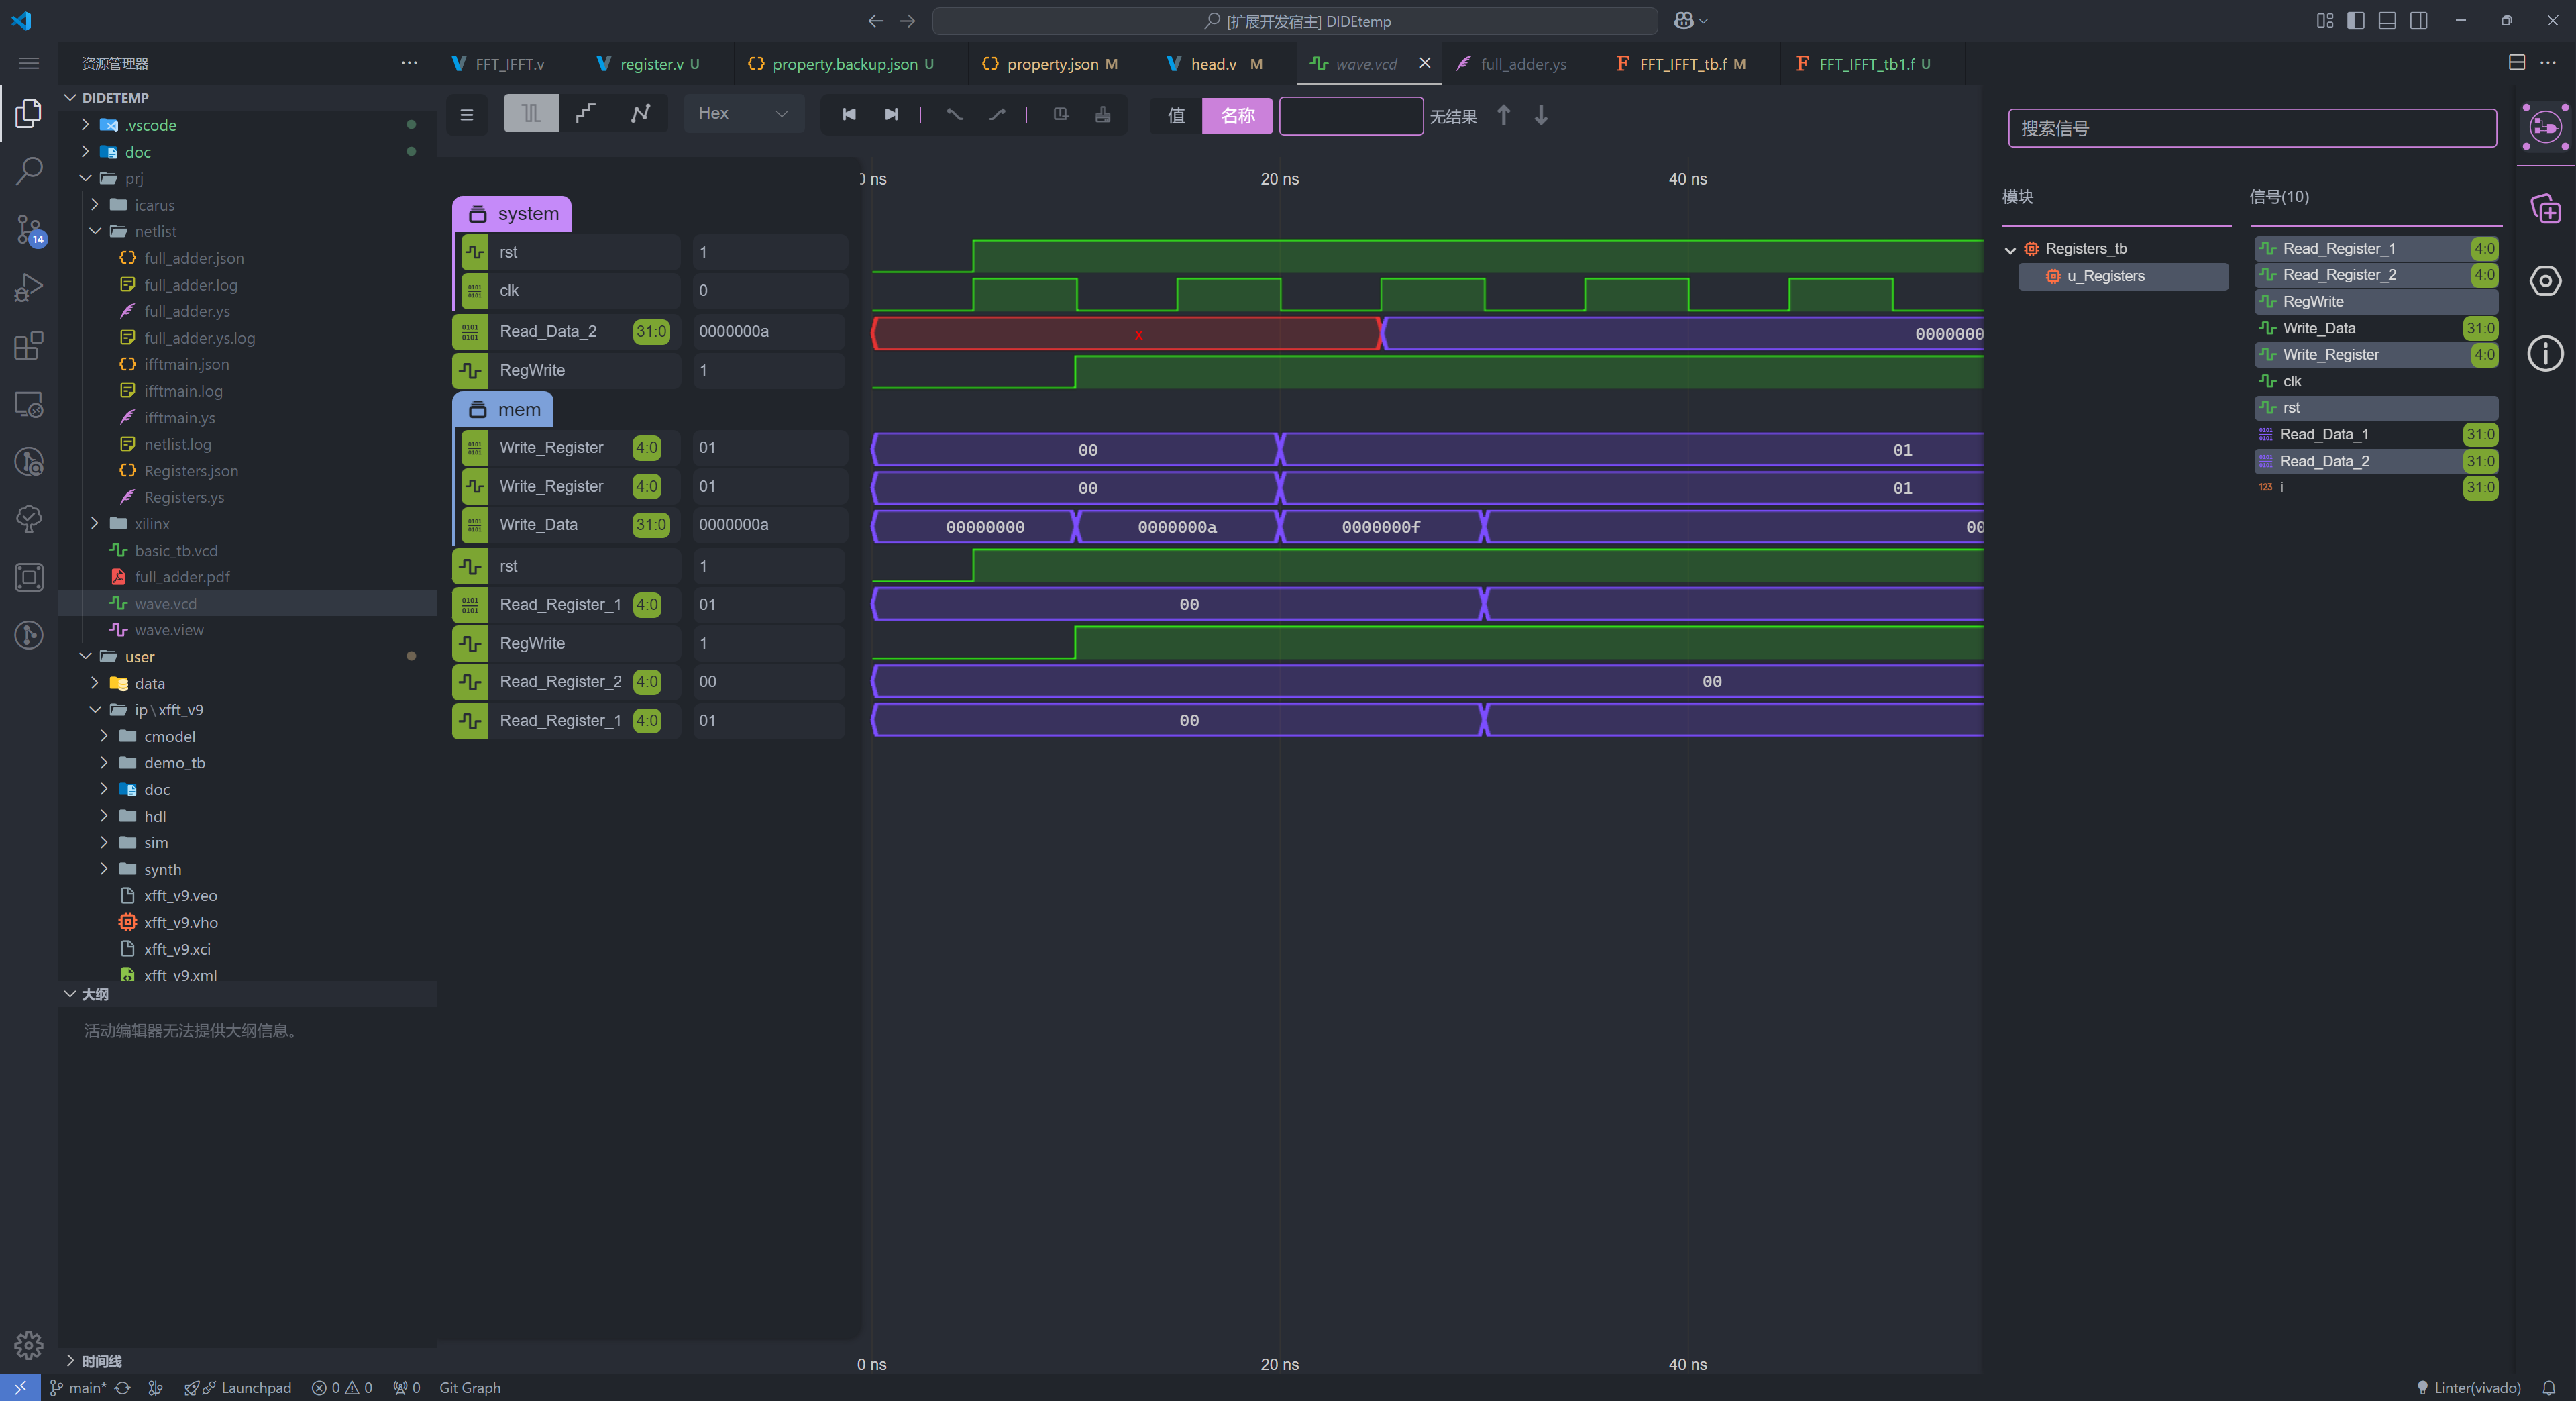 [扩展开发宿主] DIDEtemp
资源管理器
FFT_IFFT.v
register.v U
property.backup.json U
property.json M
head.v M
wave.vcd
full_adder.ys
FFT_IFFT_tb.f M
FFT_IFFT_tb1.f U
DIDETEMP
.vscode
doc
prj
icarus
netlist
full_adder.json
full_adder.log
full_adder.ys
full_adder.ys.log
ifftmain.json
ifftmain.log
ifftmain.ys
netlist.log
Registers.json
Registers.ys
xilinx
basic_tb.vcd
full_adder.pdf
wave.vcd
wave.view
user
data
ip\xfft_v9
cmodel
demo_tb
doc
hdl
sim
synth
xfft_v9.veo
xfft_v9.vho
xfft_v9.xci
xfft_v9.xml
大纲
活动编辑器无法提供大纲信息。
时间线
14
Hex
值
名称
无结果
0 ns 20 ns 40 ns
system
rst 1
clk 0
Read_Data_2 31:0 0000000a x 0000000
RegWrite 1
mem
Write_Register 4:0 01 00 01
Write_Register 4:0 01 00 01
Write_Data 31:0 0000000a 00000000 0000000a 0000000f 00
rst 1
Read_Register_1 4:0 01 00
RegWrite 1
Read_Register_2 4:0 00 00
Read_Register_1 4:0 01 00
0 ns 20 ns 40 ns
搜索信号
模块
Registers_tb
u_Registers
信号(10)
Read_Register_1 4:0
Read_Register_2 4:0
RegWrite
Write_Data 31:0
Write_Register 4:0
clk
rst
Read_Data_1 31:0
Read_Data_2 31:0
123 i 31:0
main* Launchpad 0 0 0 Git Graph
Linter(vivado)